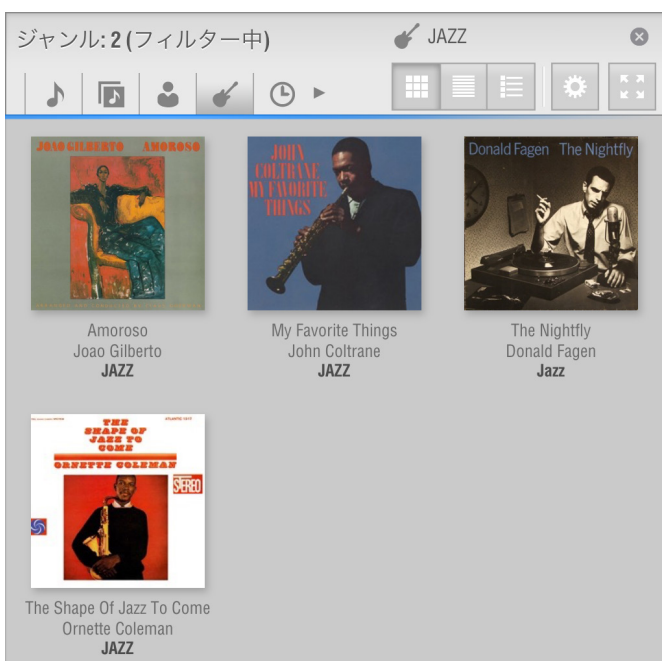 ジャンル: 2 (フィルター中)
JAZZ
JOAO GILBERTO AMOROSO
Amoroso
Joao Gilberto
JAZZ
JOHN
COLTRANE
MY FAVORITE
THINGS
My Favorite Things
John Coltrane
JAZZ
Donald Fagen The Nightfly
The Nightfly
Donald Fagen
Jazz
THE
SHAPE OF
JAZZ TO
COME
ORNETTE COLEMAN
STEREO
The Shape Of Jazz To Come
Ornette Coleman
JAZZ